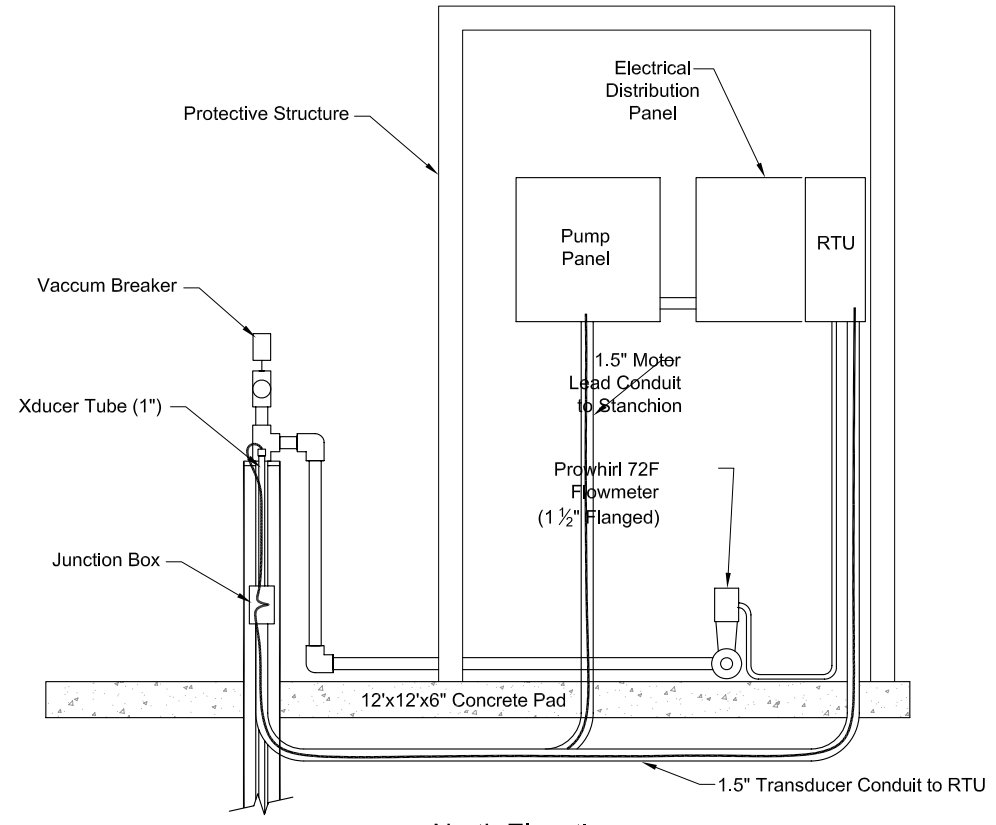 Electrical
Distribution
Panel
Protective Structure
Pump
Panel
RTU
Vaccum Breaker
1.5" Motor
Lead Conduit
to Stanchion
Xducer Tube (1")
Prowhirl 72F
Flowmeter
(1 ½" Flanged)
Junction Box
12'x12'x6" Concrete Pad
1.5" Transducer Conduit to RTU